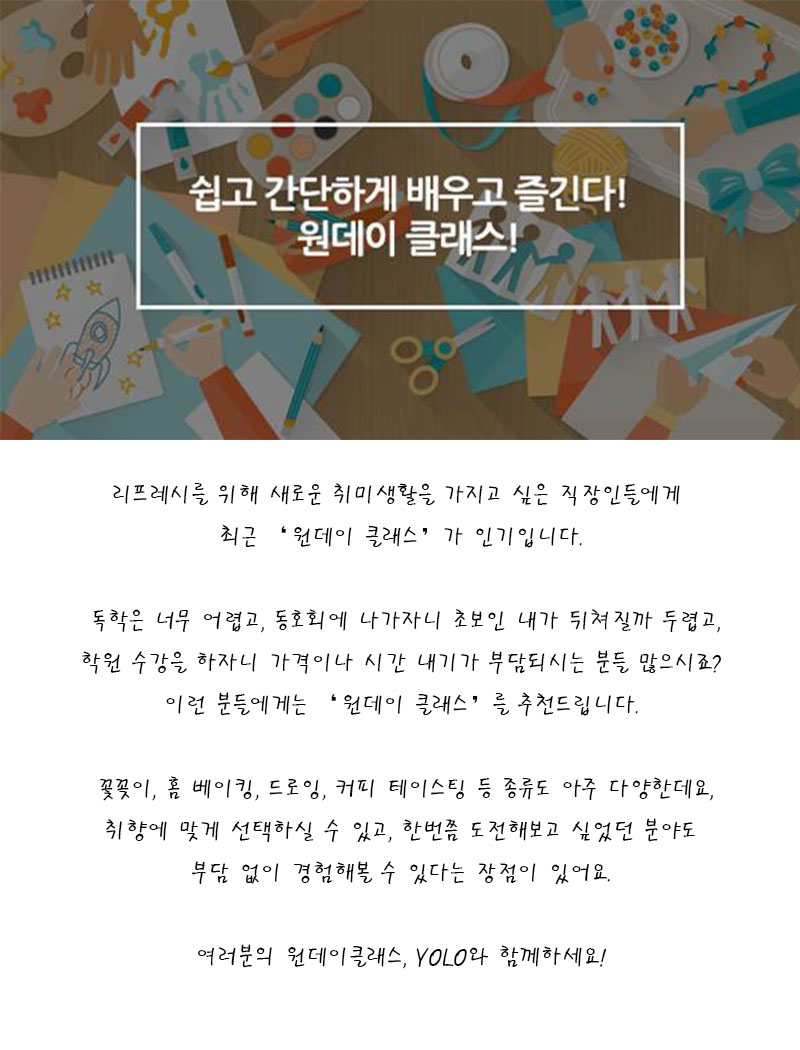 쉽고 간단하게 배우고 즐긴다!
원데이 클래스!
리프레시를 위해 새로운 취미생활을 가지고 싶은 직장인들에게
최근 ‘원데이 클래스’가 인기입니다.
독학은 너무 어렵고, 동호회에 나가자니 초보인 내가 뒤쳐질까 두렵고,
학원 수강을 하자니 가격이나 시간 내기가 부담되시는 분들 많으시죠?
이런 분들에게는 ‘원데이 클래스’를 추천드립니다.
꽃꽂이, 홈 베이킹, 드로잉, 커피 테이스팅 등 종류도 아주 다양한데요,
취향에 맞게 선택하실 수 있고, 한번쯤 도전해보고 싶었던 분야도
부담 없이 경험해볼 수 있다는 장점이 있어요.
여러분의 원데이클래스, YOLO와 함께하세요!